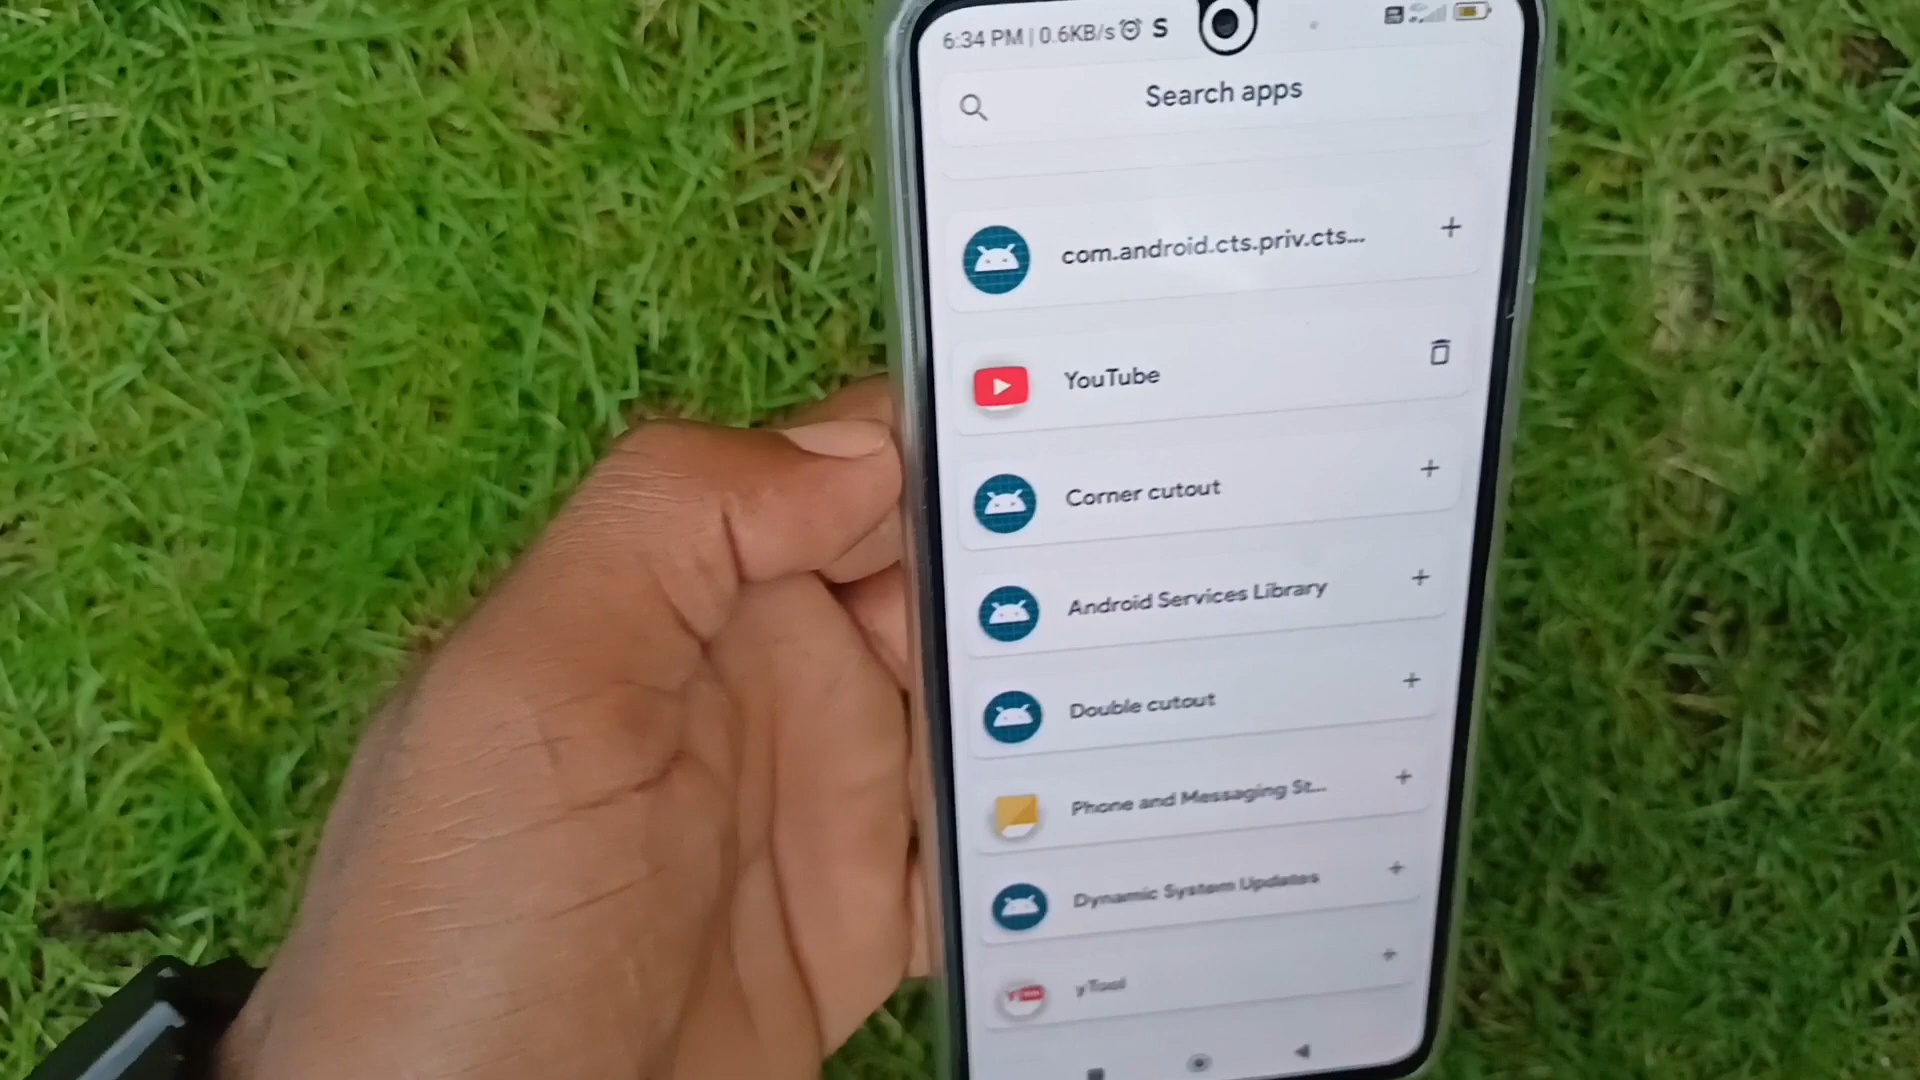 6:34 PM | 0.6KB/s S
Search apps
com.android.cts.priv.cts...
YouTube
Corner cutout
Android Services Library
Double cutout
Phone and Messaging St...
Dynamic System Updates
yTool